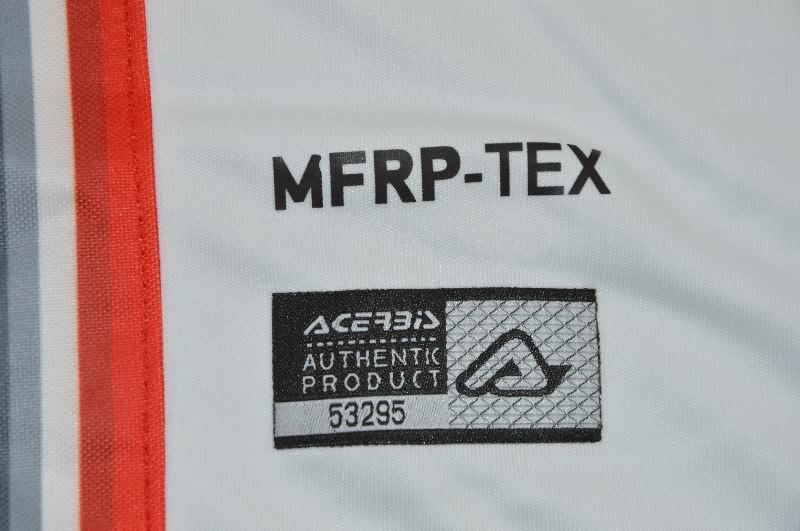 MFRP-TEX
ACERBIS
AUTHENTIC
PRODUCT
53295